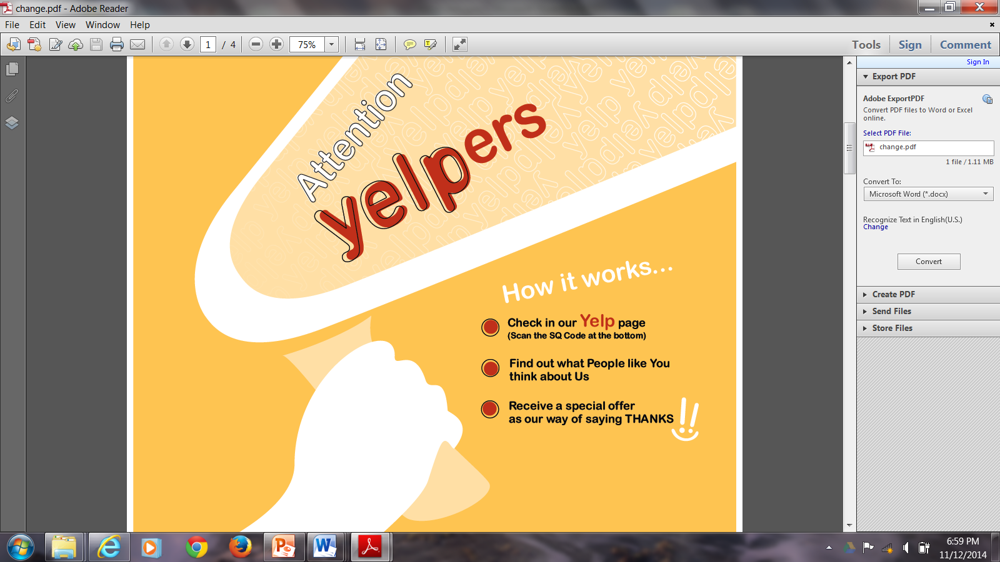 change.pdf - Adobe Reader
File Edit View Window Help
1 / 4 75% Tools Sign Comment
Sign In
Export PDF
Adobe ExportPDF
Convert PDF files to Word or Excel
online.
Select PDF File:
change.pdf
1 file / 1.11 MB
Convert To:
Microsoft Word (*.docx)
Recognize Text in English(U.S.)
Change
Convert
Create PDF
Send Files
Store Files
Attention
yelpers
How it works...
Check in our Yelp page
(Scan the SQ Code at the bottom)
Find out what People like You
think about Us
Receive a special offer
as our way of saying THANKS !!
6:59 PM
11/12/2014